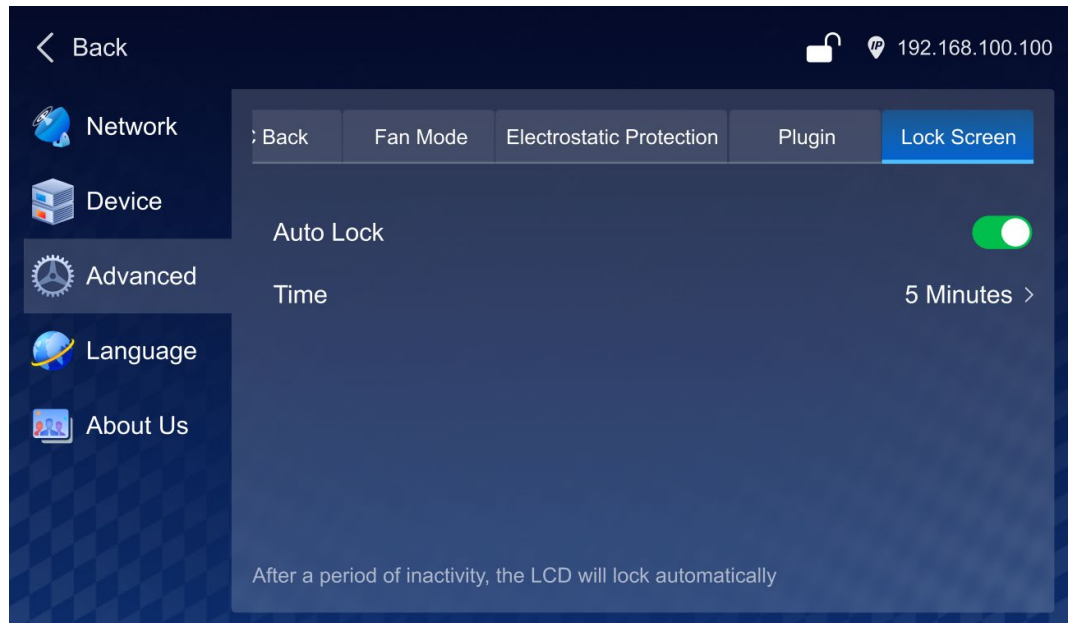 Back
192.168.100.100
Network
Device
Advanced
Language
About Us
Back Fan Mode Electrostatic Protection Plugin Lock Screen
Auto Lock
Time 5 Minutes >
After a period of inactivity, the LCD will lock automatically